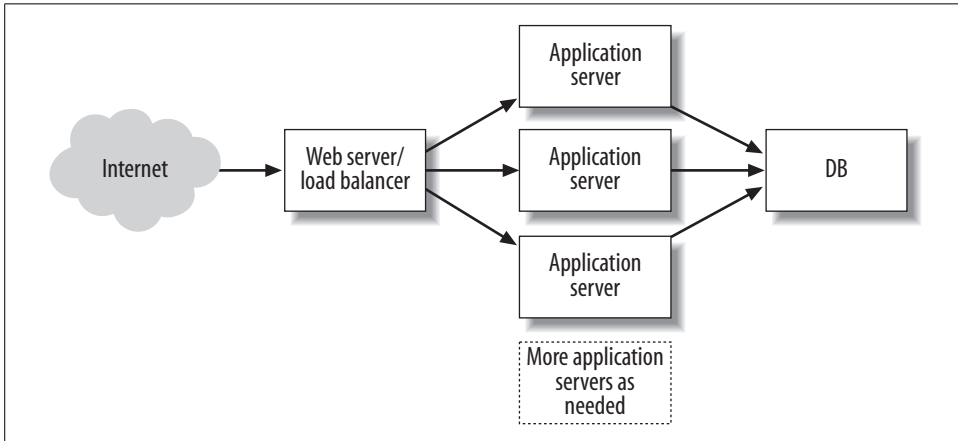 Internet
Web server/
load balancer
Application
server
Application
server
Application
server
More application
servers as
needed
DB